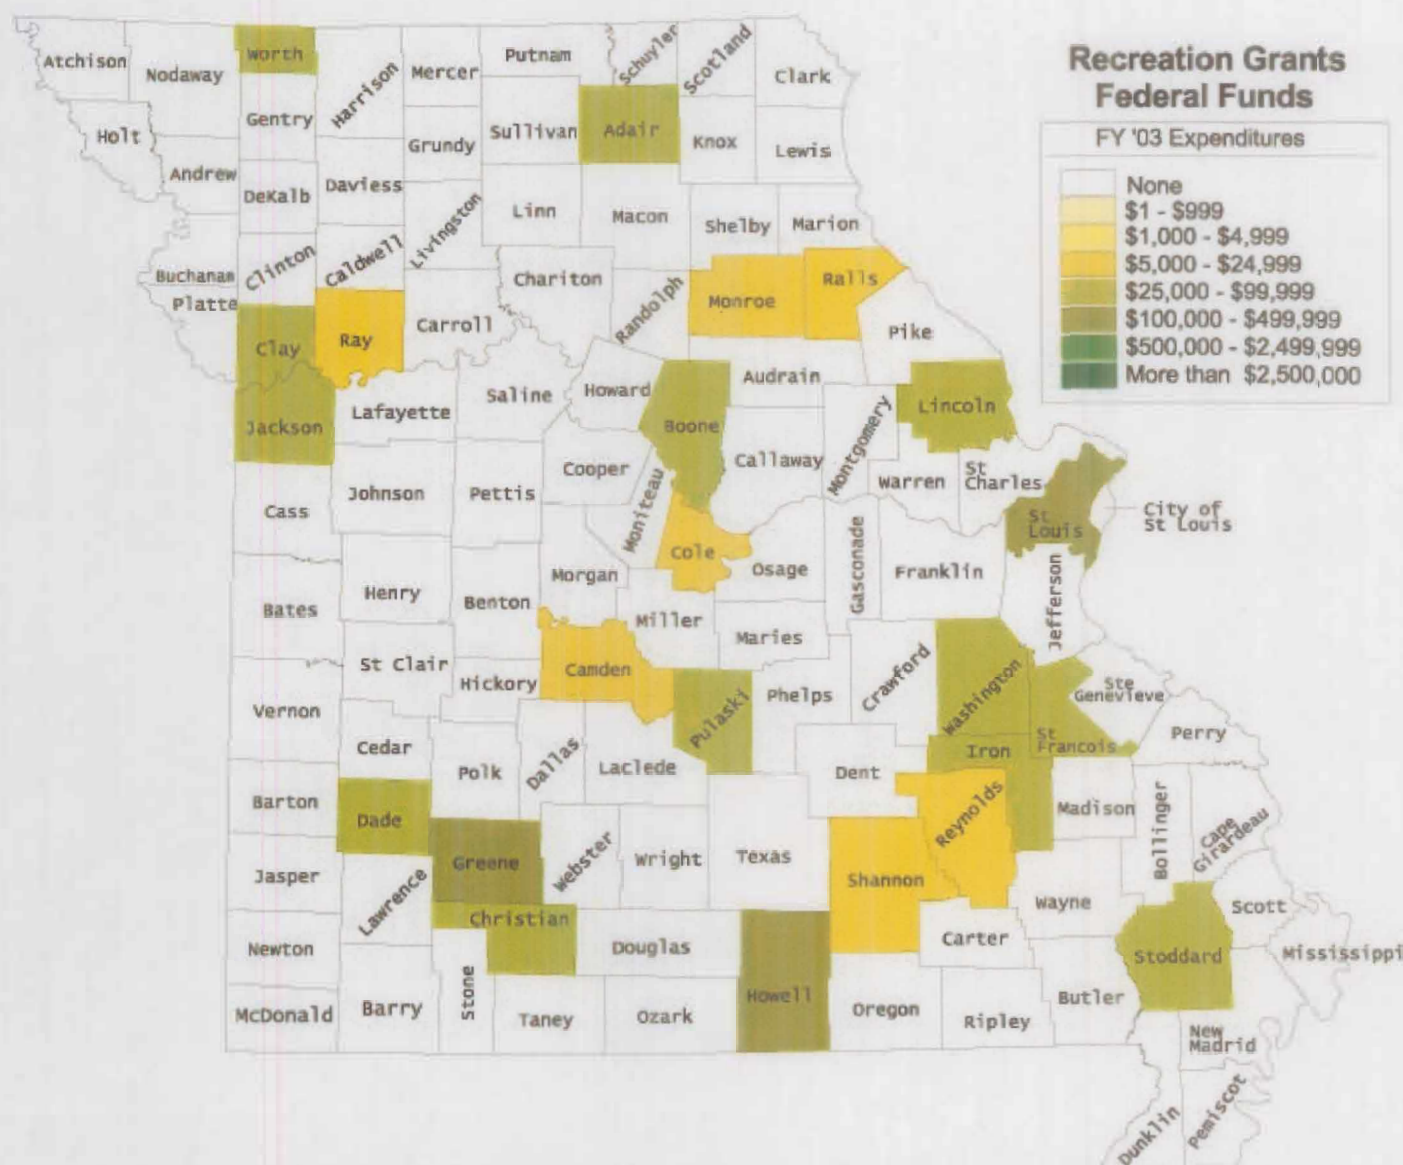 Recreation Grants
Federal Funds
FY '03 Expenditures
None
$1 - $999
$1,000 - $4,999
$5,000 - $24,999
$25,000 - $99,999
$100,000 - $499,999
$500,000 - $2,499,999
More than $2,500,000
Atchison
Nodaway
Worth
Harrison
Mercer
Putnam
Schuyler
Scotland
Clark
Holt
Gentry
Grundy
Sullivan
Adair
Knox
Lewis
Andrew
DeKalb
Daviess
Livingston
Linn
Macon
Shelby
Marion
Buchanan
Clinton
Caldwell
Chariton
Randolph
Monroe
Ralls
Platte
Clay
Ray
Carroll
Pike
Jackson
Lafayette
Saline
Howard
Boone
Audrain
Montgomery
Lincoln
Cass
Johnson
Pettis
Cooper
Moniteau
Callaway
Warren
St
Charles
City of
St Louis
St
Louis
Cole
Osage
Gasconade
Franklin
Jefferson
Bates
Henry
Benton
Morgan
Miller
Maries
St Clair
Hickory
Camden
Pulaski
Phelps
Crawford
Washington
Ste
Genevieve
Vernon
Cedar
Polk
Dallas
Laclede
Dent
Iron
St
Francois
Perry
Barton
Dade
Greene
Webster
Wright
Texas
Shannon
Reynolds
Madison
Bollinger
Cape
Girardeau
Jasper
Lawrence
Christian
Douglas
Howell
Carter
Wayne
Stoddard
Scott
Mississippi
Newton
McDonald
Barry
Stone
Taney
Ozark
Oregon
Ripley
Butler
New
Madrid
Dunklin
Pemiscot